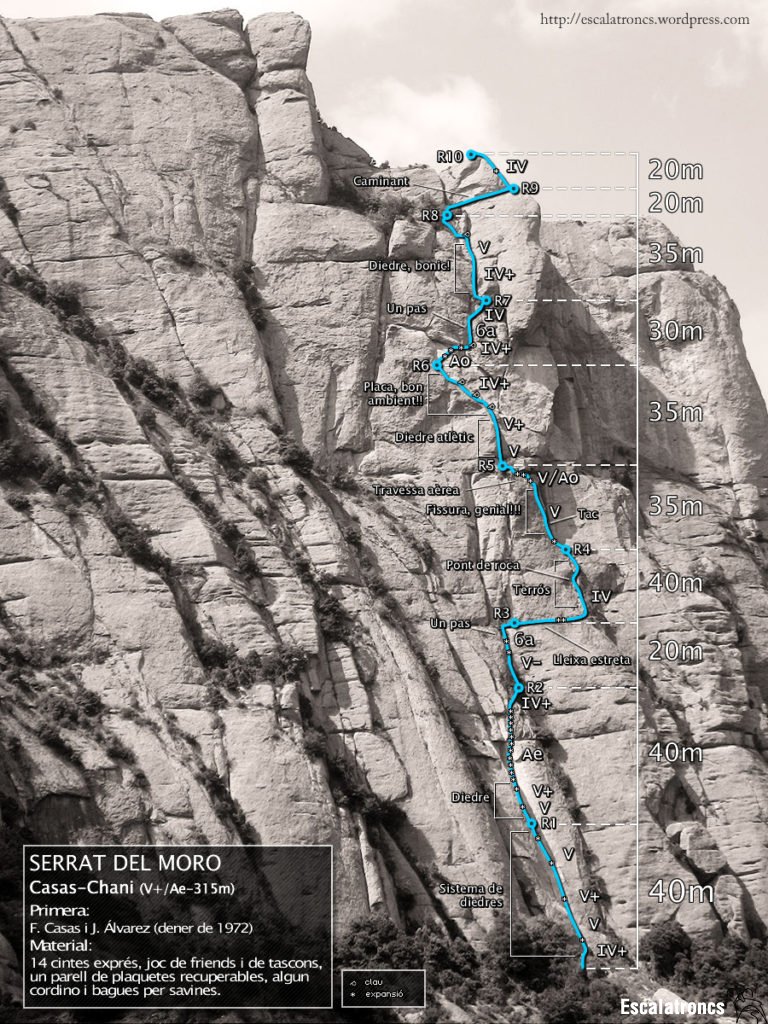 http://escalatroncs.wordpress.com
R10
IV
20m
R9
Caminant
R8
20m
V
35m
Diedre, bonic!
IV+
R7
Un pas
IV
6a
30m
IV+
R6
Ao
Placa, bon
ambient!!
IV+
35m
V+
Diedre atlètic
V
R5
V/Ao
Travessa aèrea
Fissura, genial!!!
V
Tac
35m
R4
Pont de roca
Terrós
IV
40m
R3
Un pas
6a
Lleixa estreta
20m
V-
R2
IV+
Ae
40m
Diedre
V+
V
R1
V
Sistema de
diedres
V+
40m
V
IV+
SERRAT DEL MORO
Casas-Chani (V+/Ae-315m)
Primera:
F. Casas i J. Álvarez (dener de 1972)
Material:
14 cintes exprés, joc de friends i de tascons,
un parell de plaquetes recuperables, algun
cordino i bagues per savines.
clau
expansió
Escalatroncs